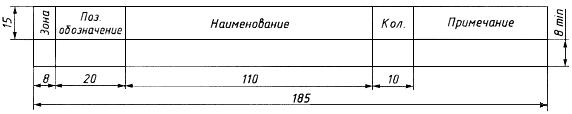 15
Зона
Поз.
обозначение
Наименование
Кол.
Примечание
8 min
8
20
110
10
185